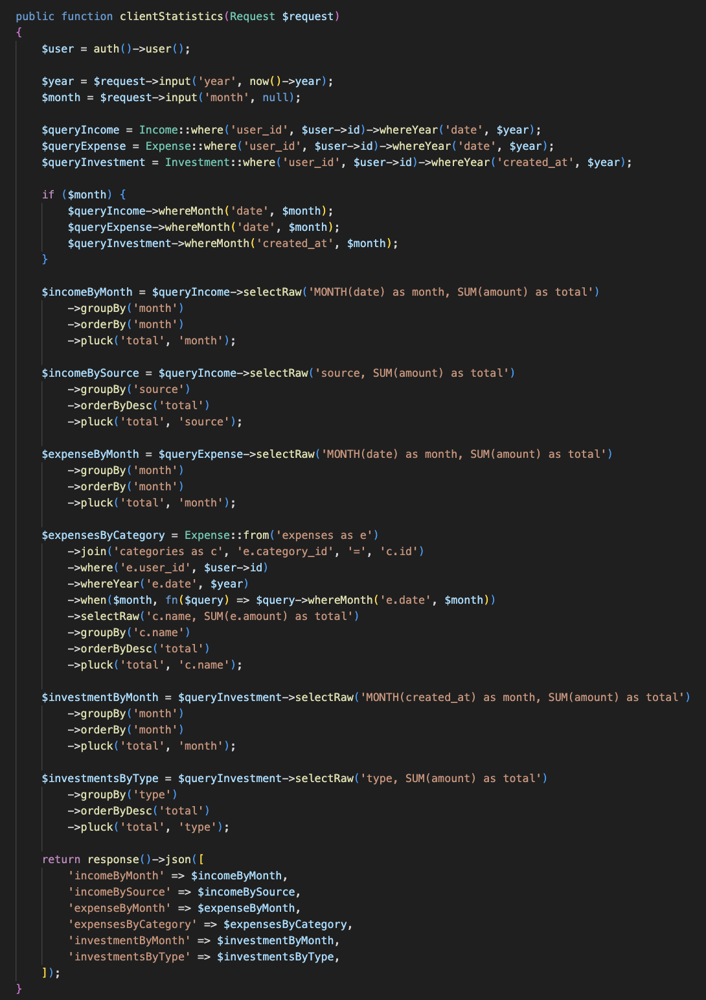 public function clientStatistics(Request $request)
{
    $user = auth()->user();

    $year = $request->input('year', now()->year);
    $month = $request->input('month', null);

    $queryIncome = Income::where('user_id', $user->id)->whereYear('date', $year);
    $queryExpense = Expense::where('user_id', $user->id)->whereYear('date', $year);
    $queryInvestment = Investment::where('user_id', $user->id)->whereYear('created_at', $year);

    if ($month) {
        $queryIncome->whereMonth('date', $month);
        $queryExpense->whereMonth('date', $month);
        $queryInvestment->whereMonth('created_at', $month);
    }

    $incomeByMonth = $queryIncome->selectRaw('MONTH(date) as month, SUM(amount) as total')
        ->groupBy('month')
        ->orderBy('month')
        ->pluck('total', 'month');

    $incomeBySource = $queryIncome->selectRaw('source, SUM(amount) as total')
        ->groupBy('source')
        ->orderByDesc('total')
        ->pluck('total', 'source');

    $expenseByMonth = $queryExpense->selectRaw('MONTH(date) as month, SUM(amount) as total')
        ->groupBy('month')
        ->orderBy('month')
        ->pluck('total', 'month');

    $expensesByCategory = Expense::from('expenses as e')
        ->join('categories as c', 'e.category_id', '=', 'c.id')
        ->where('e.user_id', $user->id)
        ->whereYear('e.date', $year)
        ->when($month, fn($query) => $query->whereMonth('e.date', $month))
        ->selectRaw('c.name, SUM(e.amount) as total')
        ->groupBy('c.name')
        ->orderByDesc('total')
        ->pluck('total', 'c.name');

    $investmentByMonth = $queryInvestment->selectRaw('MONTH(created_at) as month, SUM(amount) as total')
        ->groupBy('month')
        ->orderBy('month')
        ->pluck('total', 'month');

    $investmentsByType = $queryInvestment->selectRaw('type, SUM(amount) as total')
        ->groupBy('type')
        ->orderByDesc('total')
        ->pluck('total', 'type');

    return response()->json([
        'incomeByMonth' => $incomeByMonth,
        'incomeBySource' => $incomeBySource,
        'expenseByMonth' => $expenseByMonth,
        'expensesByCategory' => $expensesByCategory,
        'investmentByMonth' => $investmentByMonth,
        'investmentsByType' => $investmentsByType,
    ]);
}